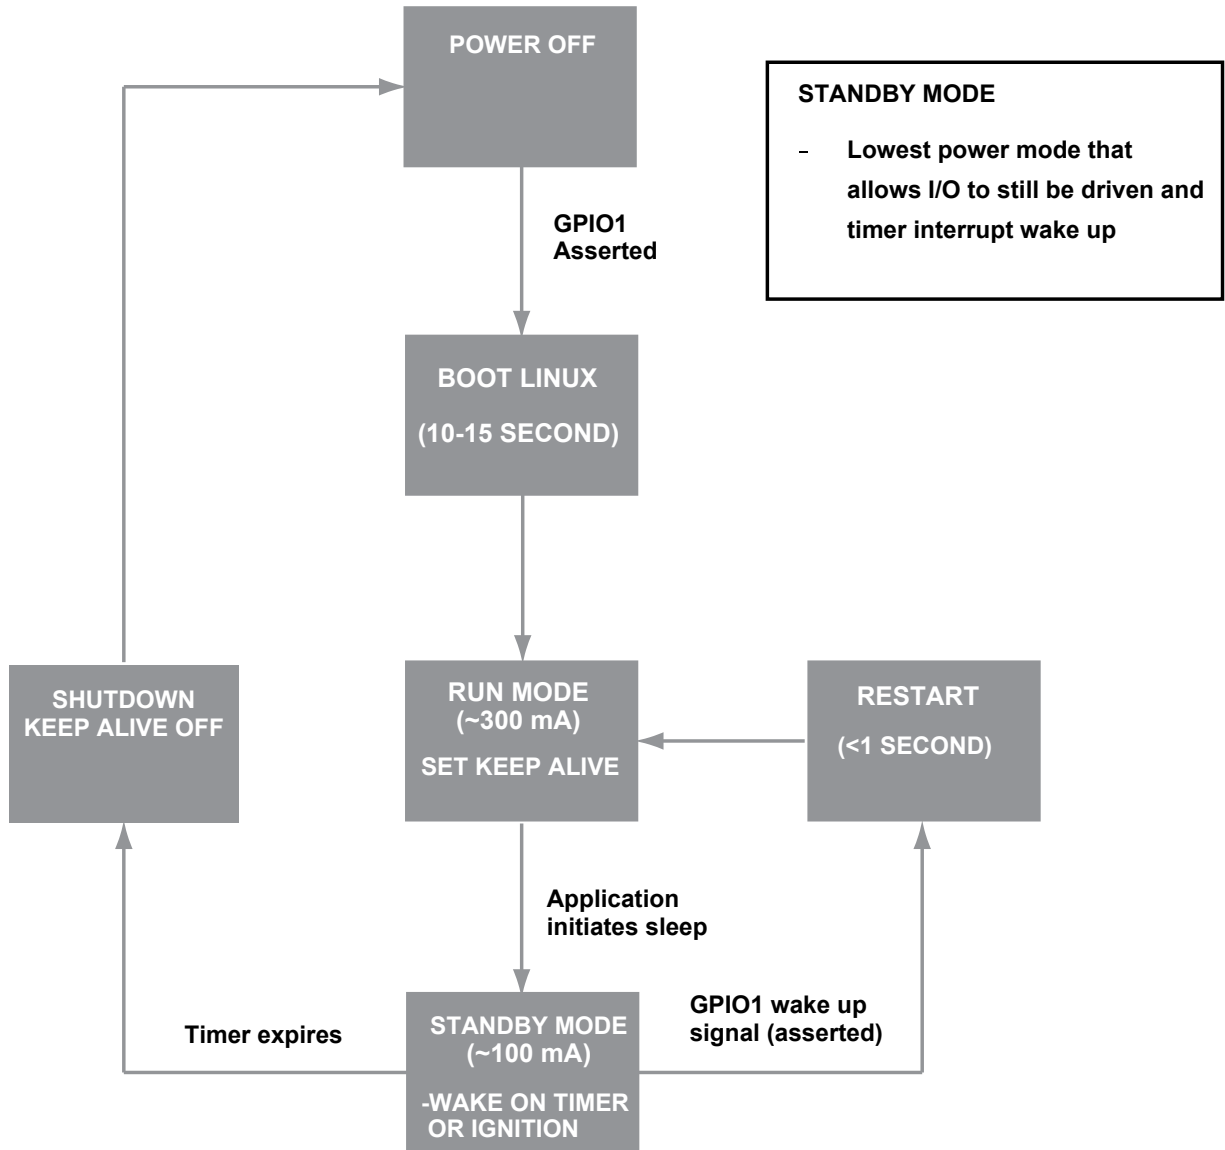 POWER OFF
STANDBY MODE
- Lowest power mode that
allows I/O to still be driven and
timer interrupt wake up
GPIO1
Asserted
BOOT LINUX
(10-15 SECOND)
SHUTDOWN
KEEP ALIVE OFF
RUN MODE
(~300 mA)
SET KEEP ALIVE
RESTART
(<1 SECOND)
Application
initiates sleep
Timer expires
STANDBY MODE
(~100 mA)
-WAKE ON TIMER
OR IGNITION
GPIO1 wake up
signal (asserted)